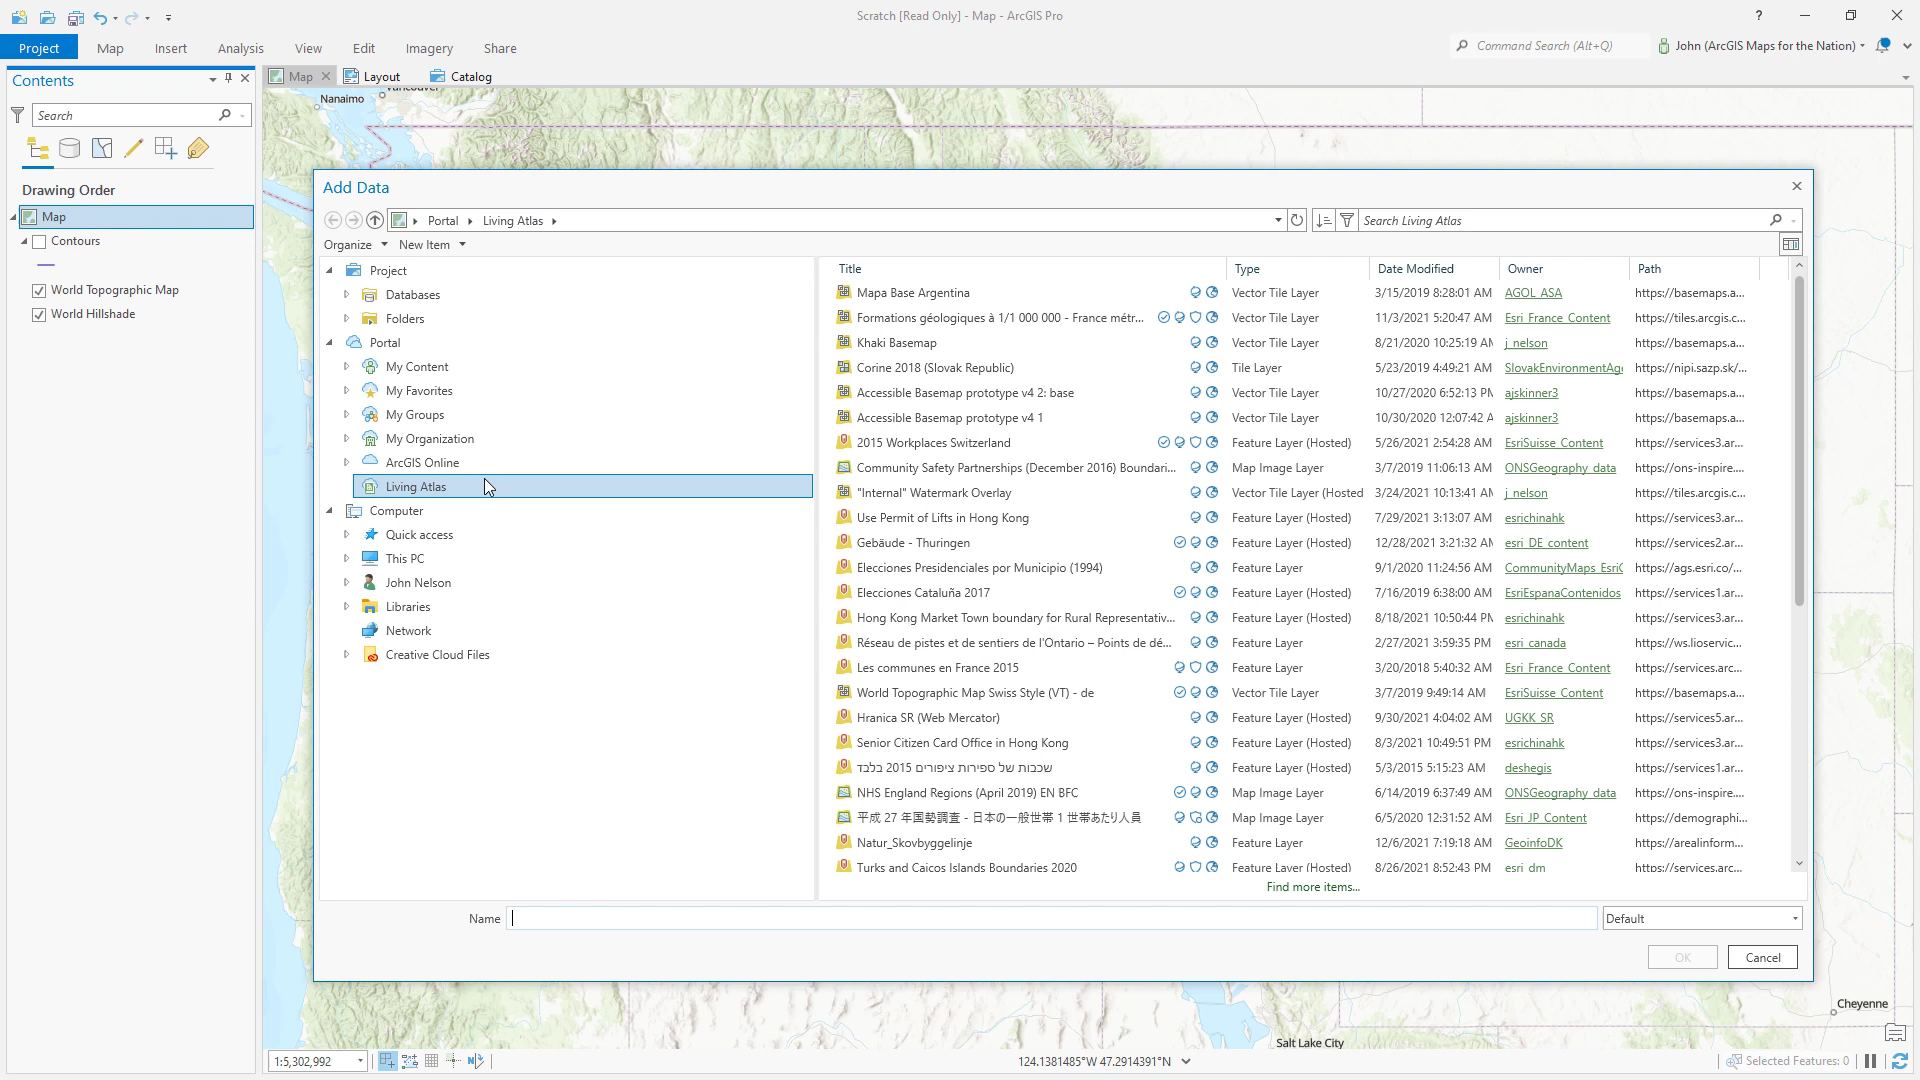 Scratch [Read Only] - Map - ArcGIS Pro
?
Project Map Insert Analysis View Edit Imagery Share
Command Search (Alt+Q)
John (ArcGIS Maps for the Nation)
Contents
Search
Drawing Order
Map
Contours
World Topographic Map
World Hillshade
Map Layout Catalog
Vancouver
Nanaimo
Add Data
Portal Living Atlas
Search Living Atlas
Organize New Item
Project
Databases
Folders
Portal
My Content
My Favorites
My Groups
My Organization
ArcGIS Online
Living Atlas
Computer
Quick access
This PC
John Nelson
Libraries
Network
Creative Cloud Files
Title Type Date Modified Owner Path
Mapa Base Argentina Vector Tile Layer 3/15/2019 8:28:01 AM AGOL_ASA https://basemaps.a...
Formations géologiques à 1/1 000 000 - France métr... Vector Tile Layer 11/3/2021 5:20:47 AM Esri_France_Content https://tiles.arcgis.c...
Khaki Basemap Vector Tile Layer 8/21/2020 10:25:19 AM j_nelson https://basemaps.a...
Corine 2018 (Slovak Republic) Tile Layer 5/23/2019 4:49:21 AM SlovakEnvironmentAge https://nipi.sazp.sk/...
Accessible Basemap prototype v4 2: base Vector Tile Layer 10/27/2020 6:52:13 PM ajskinner3 https://basemaps.a...
Accessible Basemap prototype v4 1 Vector Tile Layer 10/30/2020 12:07:42 A ajskinner3 https://basemaps.a...
2015 Workplaces Switzerland Feature Layer (Hosted) 5/26/2021 2:54:28 AM EsriSuisse_Content https://services3.ar...
Community Safety Partnerships (December 2016) Boundari... Map Image Layer 3/7/2019 11:06:13 AM ONSGeography_data https://ons-inspire....
"Internal" Watermark Overlay Vector Tile Layer (Hosted 3/24/2021 10:13:41 AM j_nelson https://tiles.arcgis.c...
Use Permit of Lifts in Hong Kong Feature Layer (Hosted) 7/29/2021 3:13:07 AM esrichinahk https://services3.ar...
Gebäude - Thuringen Feature Layer (Hosted) 12/28/2021 3:21:32 AM esri_DE_content https://services2.ar...
Elecciones Presidenciales por Municipio (1994) Feature Layer 9/1/2020 11:24:56 AM CommunityMaps_EsriC https://ags.esri.co/...
Elecciones Cataluña 2017 Feature Layer (Hosted) 7/16/2019 6:38:00 AM EsriEspanaContenidos https://services1.ar...
Hong Kong Market Town boundary for Rural Representativ... Feature Layer (Hosted) 8/18/2021 10:50:44 PM esrichinahk https://services3.ar...
Réseau de pistes et de sentiers de l'Ontario – Points de dé... Feature Layer 2/27/2021 3:59:35 PM esri_canada https://ws.lioservic...
Les communes en France 2015 Feature Layer 3/20/2018 5:40:32 AM Esri_France_Content https://services.arc...
World Topographic Map Swiss Style (VT) - de Vector Tile Layer 3/7/2019 9:49:14 AM EsriSuisse_Content https://basemaps.a...
Hranica SR (Web Mercator) Feature Layer (Hosted) 9/30/2021 4:04:02 AM UGKK_SR https://services5.ar...
Senior Citizen Card Office in Hong Kong Feature Layer (Hosted) 8/3/2021 10:49:51 PM esrichinahk https://services3.ar...
שכבות של ספירות ציפורים 2015 בלבד Feature Layer (Hosted) 5/3/2015 5:15:23 AM deshegis https://services1.ar...
NHS England Regions (April 2019) EN BFC Map Image Layer 6/14/2019 6:37:49 AM ONSGeography_data https://ons-inspire....
平成 27 年国勢調査 - 日本の一般世帯 1 世帯あたり人員 Map Image Layer 6/5/2020 12:31:52 AM Esri_JP_Content https://demographi...
Natur_Skovbyggelinje Feature Layer 12/6/2021 7:19:18 AM GeoinfoDK https://arealinform...
Turks and Caicos Islands Boundaries 2020 Feature Layer (Hosted) 8/26/2021 8:52:43 PM esri_dm https://services.arc...
Find more items...
Name Default
OK Cancel
Cheyenne
Salt Lake City
1:5,302,992 124.1381485°W 47.2914391°N Selected Features: 0